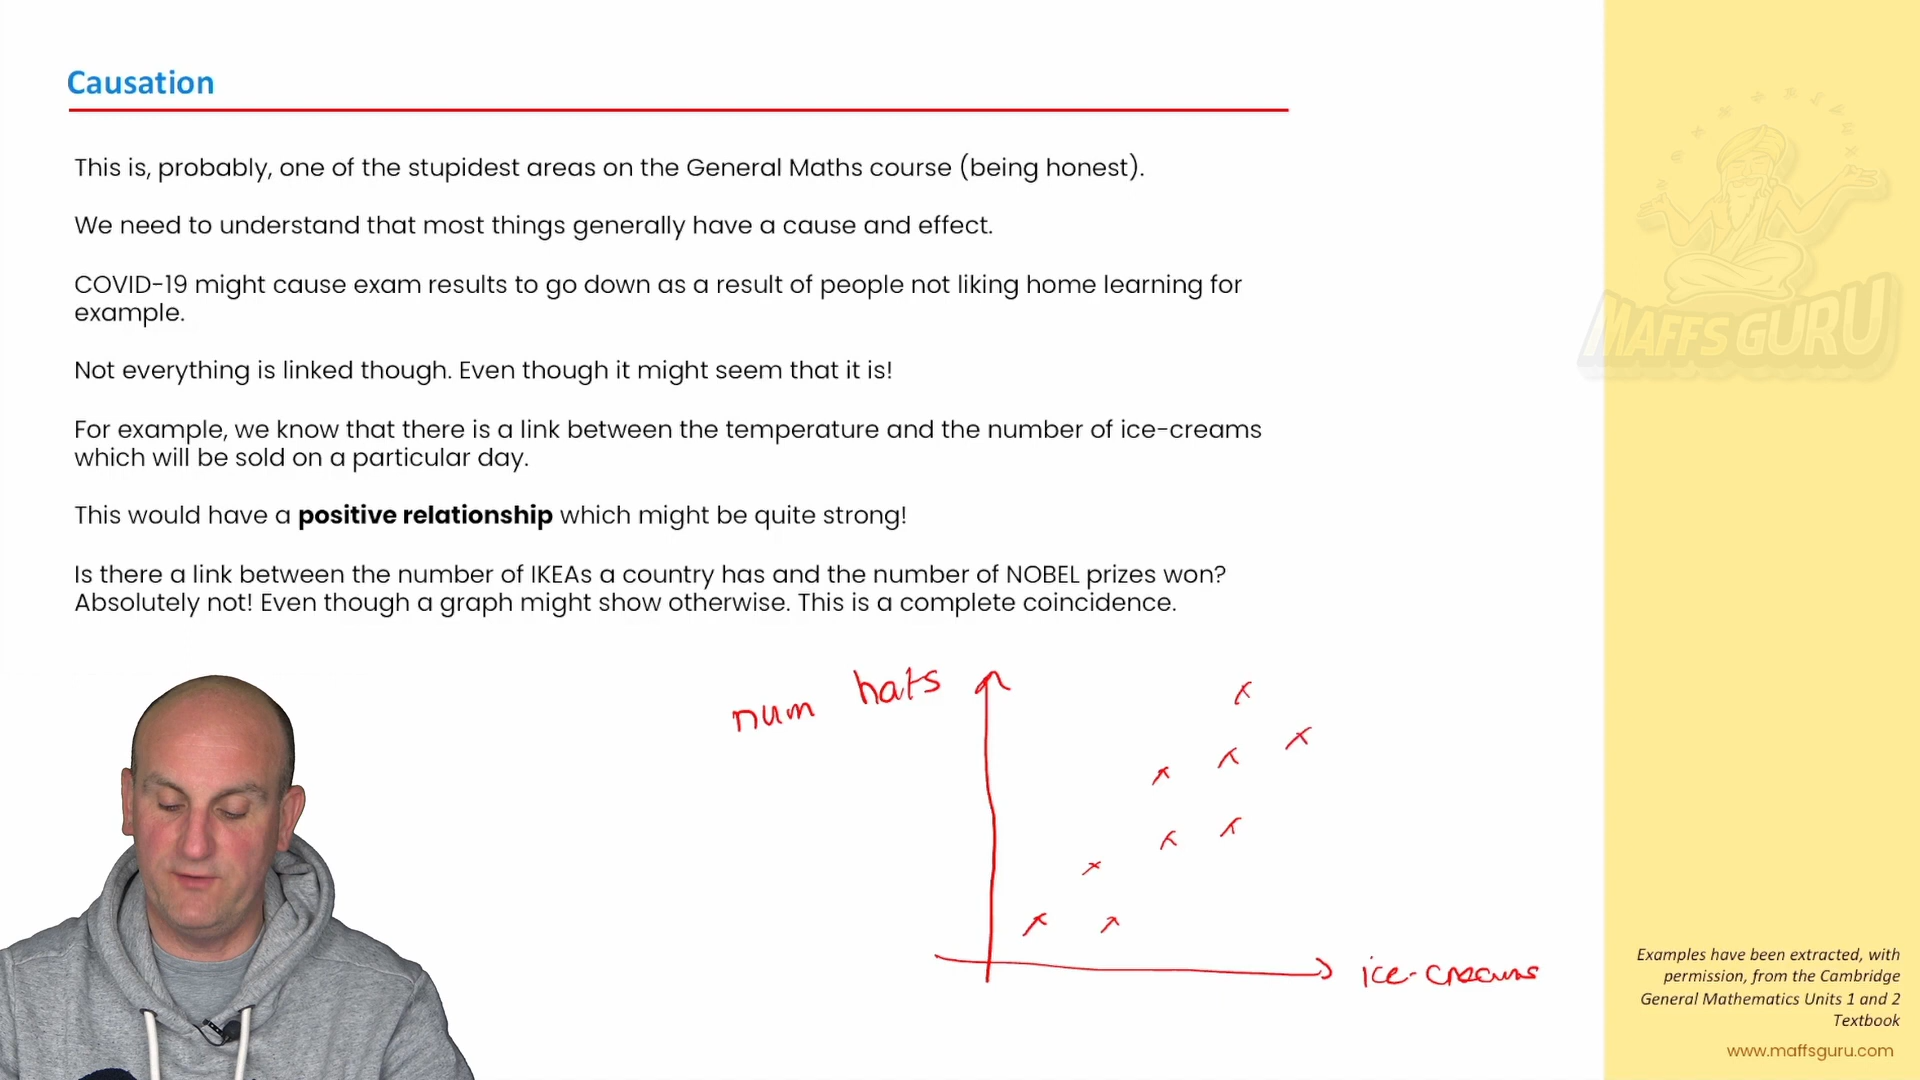 Causation
This is, probably, one of the stupidest areas on the General Maths course (being honest).
We need to understand that most things generally have a cause and effect.
COVID-19 might cause exam results to go down as a result of people not liking home learning for
example.
Not everything is linked though. Even though it might seem that it is!
For example, we know that there is a link between the temperature and the number of ice-creams
which will be sold on a particular day.
This would have a positive relationship which might be quite strong!
Is there a link between the number of IKEAs a country has and the number of NOBEL prizes won?
Absolutely not! Even though a graph might show otherwise. This is a complete coincidence.
num hats
ice-creams
MAFFS GURU
Examples have been extracted, with
permission, from the Cambridge
General Mathematics Units 1 and 2
Textbook
www.maffsguru.com